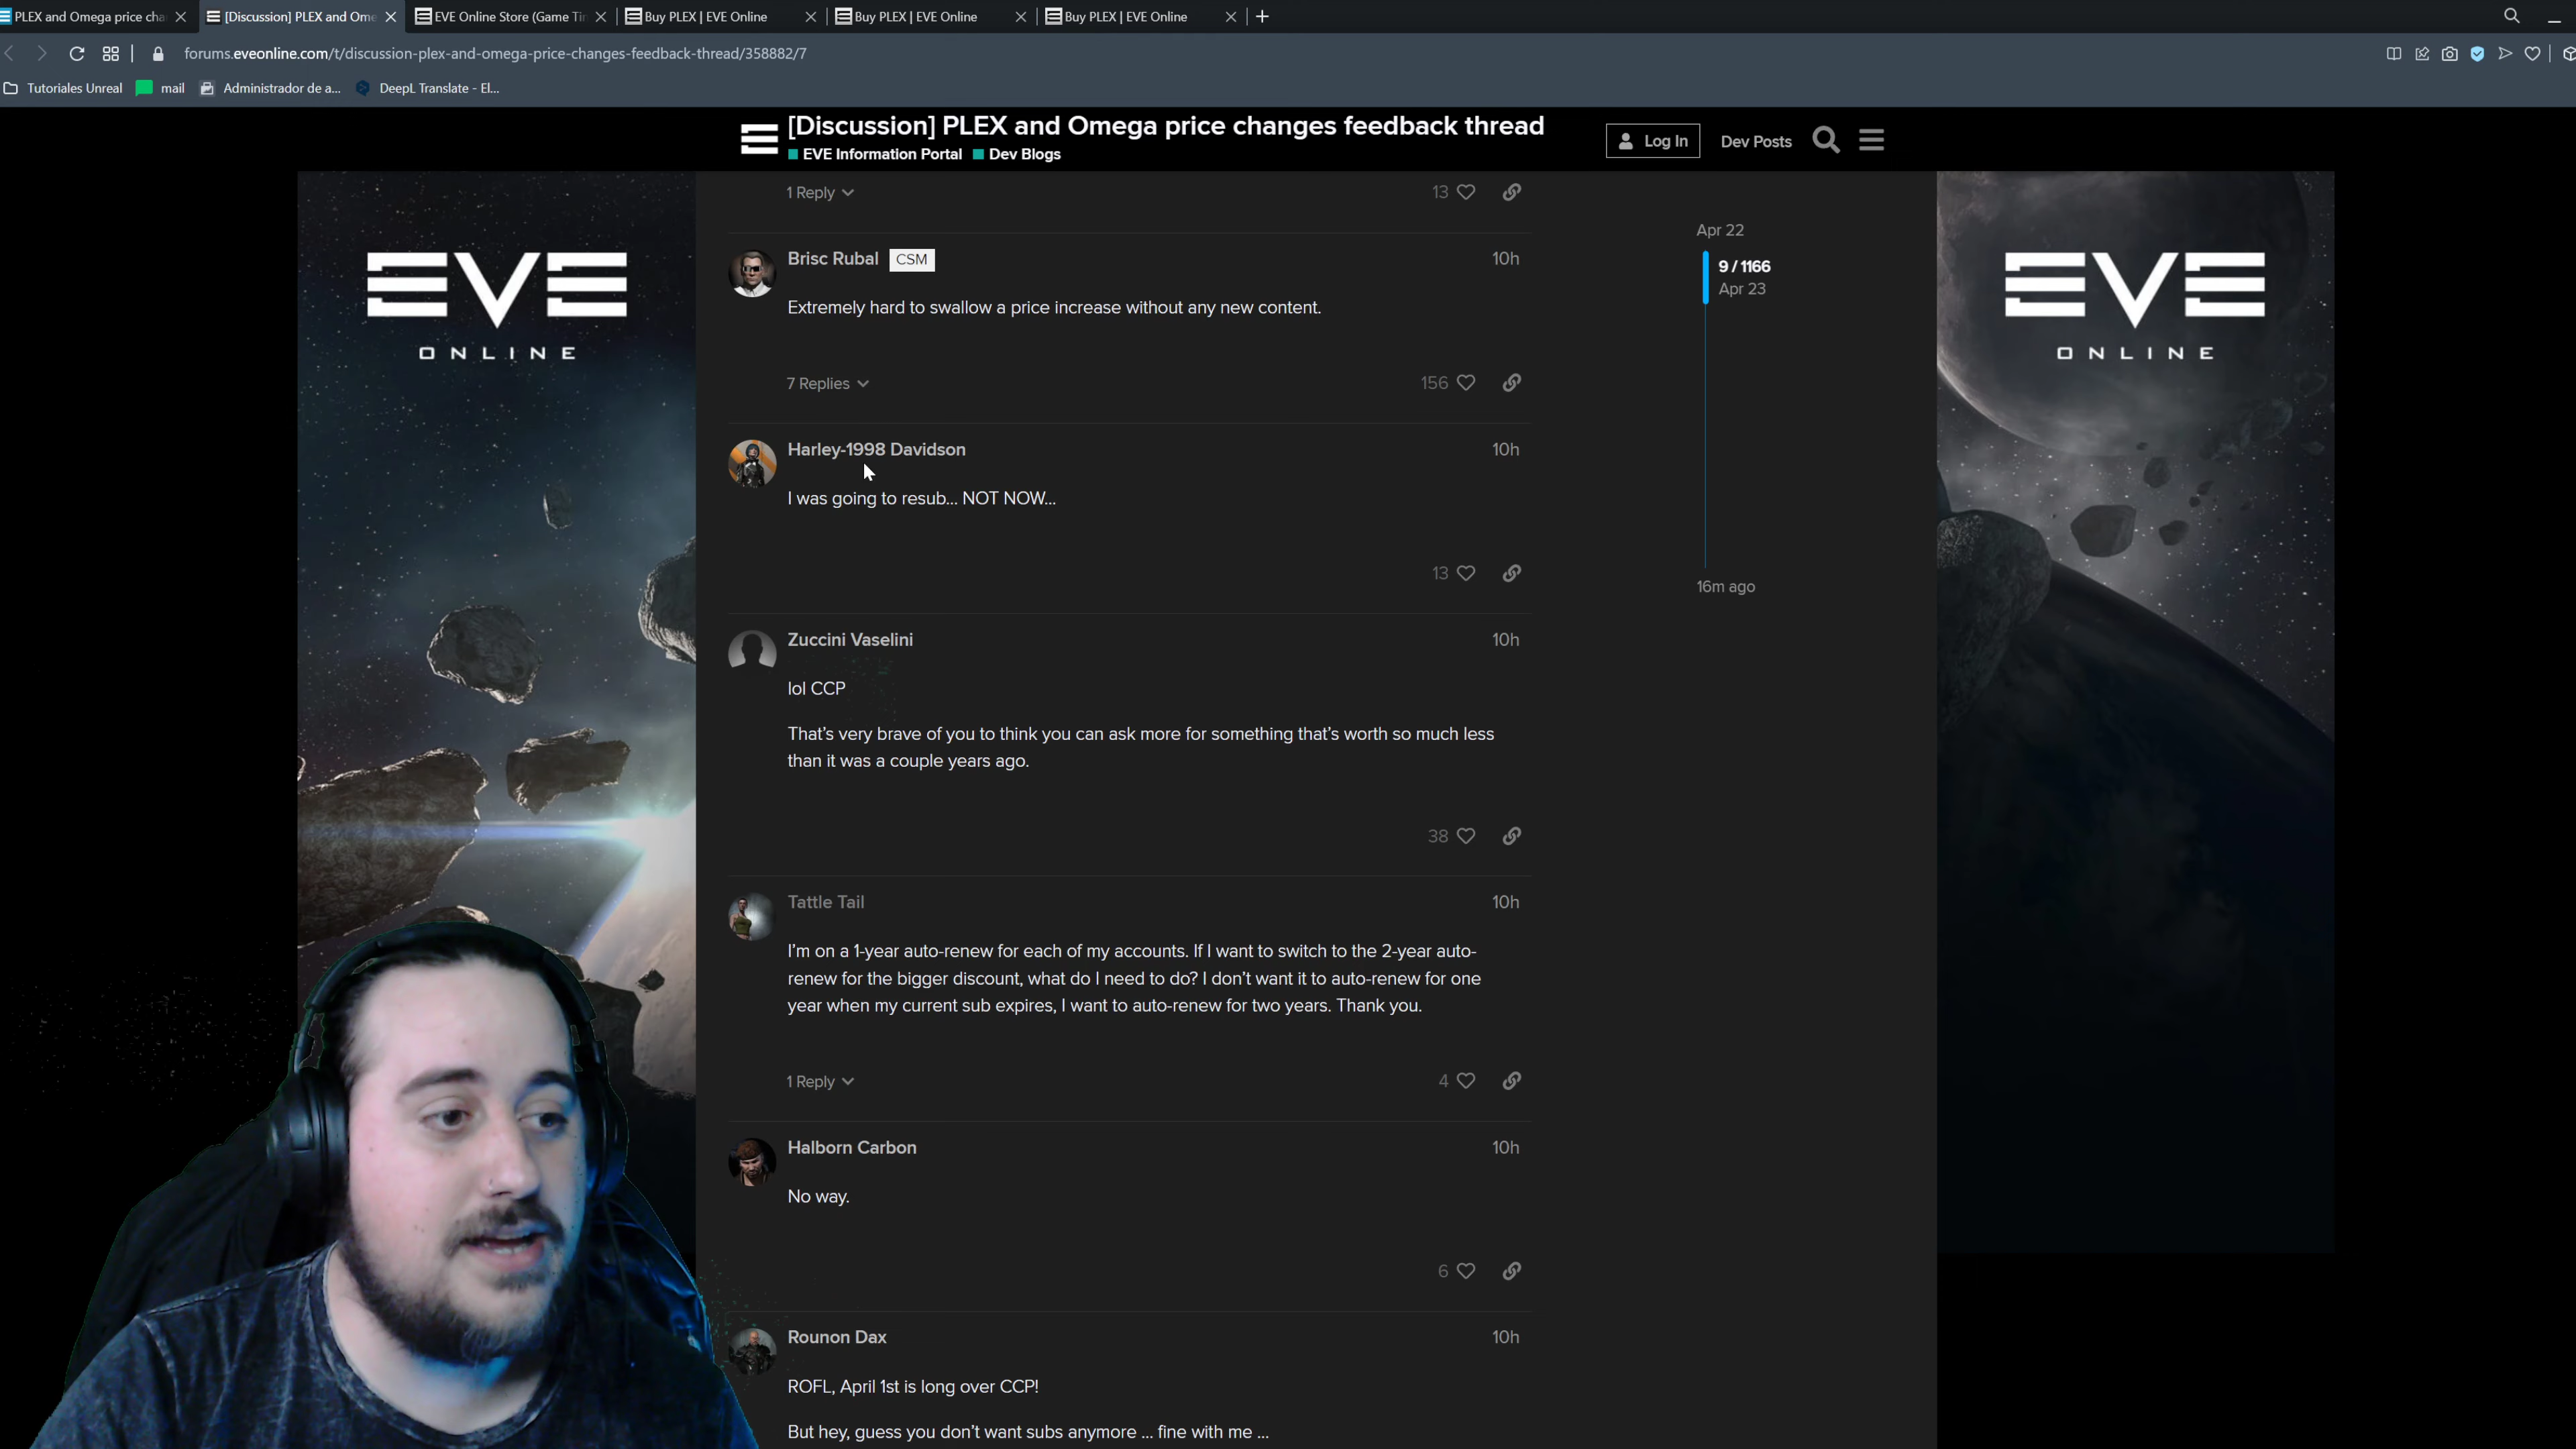 PLEX and Omega price cha
[Discussion] PLEX and Ome
EVE Online Store (Game Tir
Buy PLEX | EVE Online
Buy PLEX | EVE Online
Buy PLEX | EVE Online
forums.eveonline.com/t/discussion-plex-and-omega-price-changes-feedback-thread/358882/7
Tutoriales Unreal
mail
Administrador de a...
DeepL Translate - El...
[Discussion] PLEX and Omega price changes feedback thread
EVE Information Portal Dev Blogs
Log In
Dev Posts
EVE
ONLINE
EVE
ONLINE
1 Reply
13
Apr 22
9 / 1166
Apr 23
16m ago
Brisc Rubal CSM
10h
Extremely hard to swallow a price increase without any new content.
7 Replies
156
Harley-1998 Davidson
10h
I was going to resub... NOT NOW...
13
Zuccini Vaselini
10h
lol CCP
That's very brave of you to think you can ask more for something that's worth so much less
than it was a couple years ago.
38
Tattle Tail
10h
I'm on a 1-year auto-renew for each of my accounts. If I want to switch to the 2-year auto-
renew for the bigger discount, what do I need to do? I don't want it to auto-renew for one
year when my current sub expires, I want to auto-renew for two years. Thank you.
1 Reply
4
Halborn Carbon
10h
No way.
6
Rounon Dax
10h
ROFL, April 1st is long over CCP!
But hey, guess you don't want subs anymore ... fine with me ...